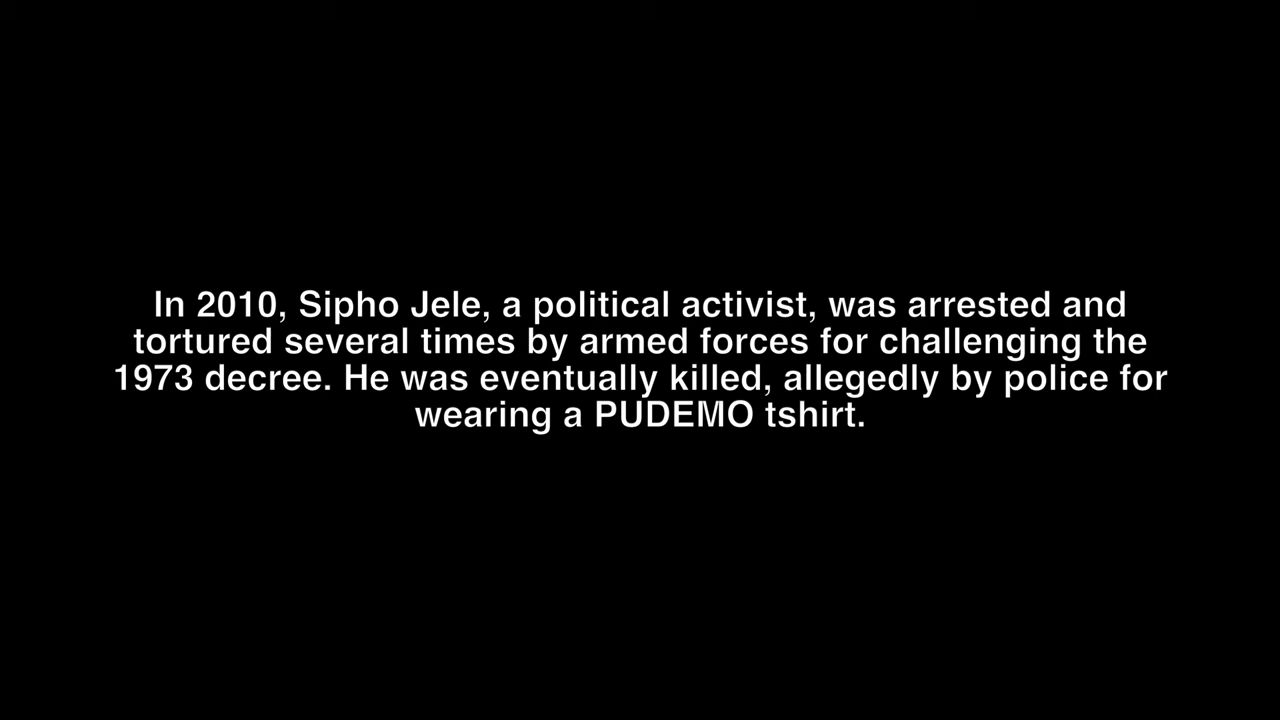 In 2010, Sipho Jele, a political activist, was arrested and
tortured several times by armed forces for challenging the
1973 decree. He was eventually killed, allegedly by police for
wearing a PUDEMO tshirt.